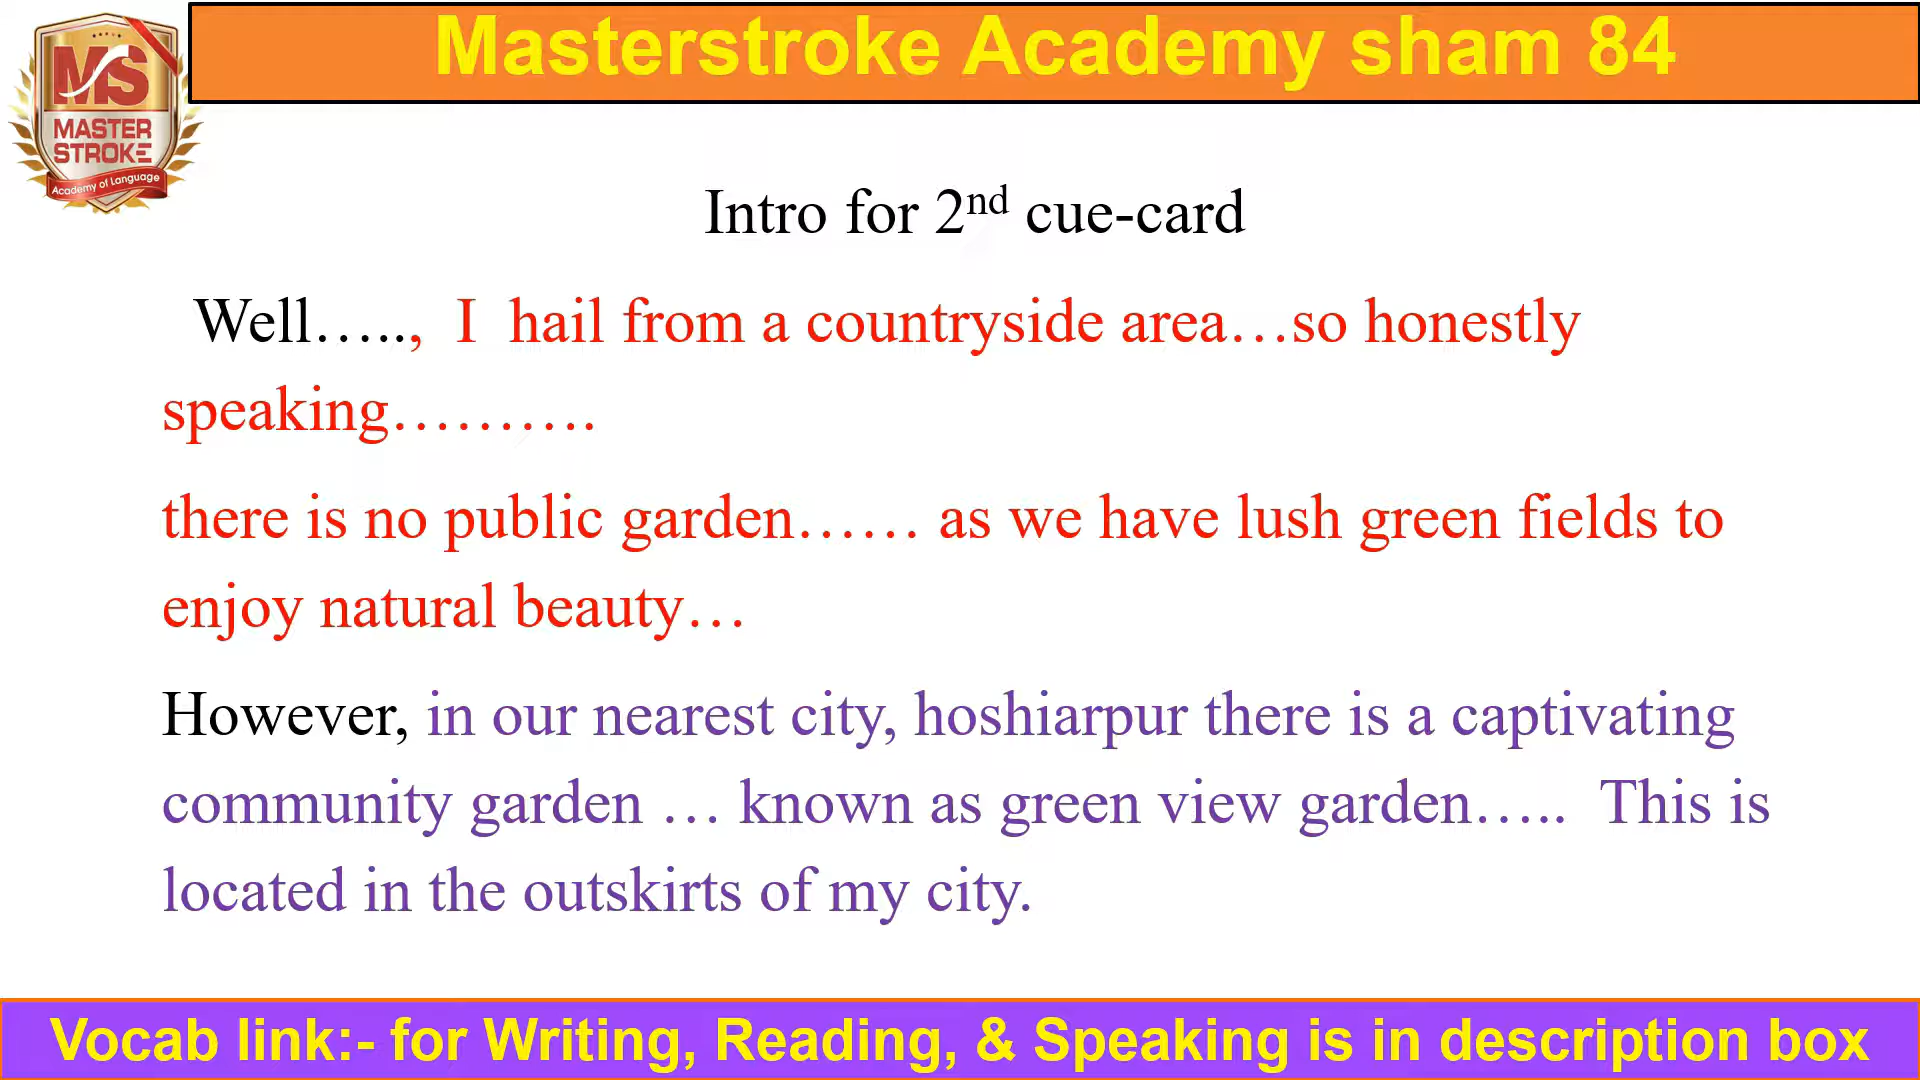 Masterstroke Academy sham 84
MS
MASTER
STROKE
Academy of Language
Intro for 2nd cue-card
Well….., I hail from a countryside area…so honestly
speaking……….
there is no public garden…… as we have lush green fields to
enjoy natural beauty…
However, in our nearest city, hoshiarpur there is a captivating
community garden … known as green view garden….. This is
located in the outskirts of my city.
Vocab link:- for Writing, Reading, & Speaking is in description box